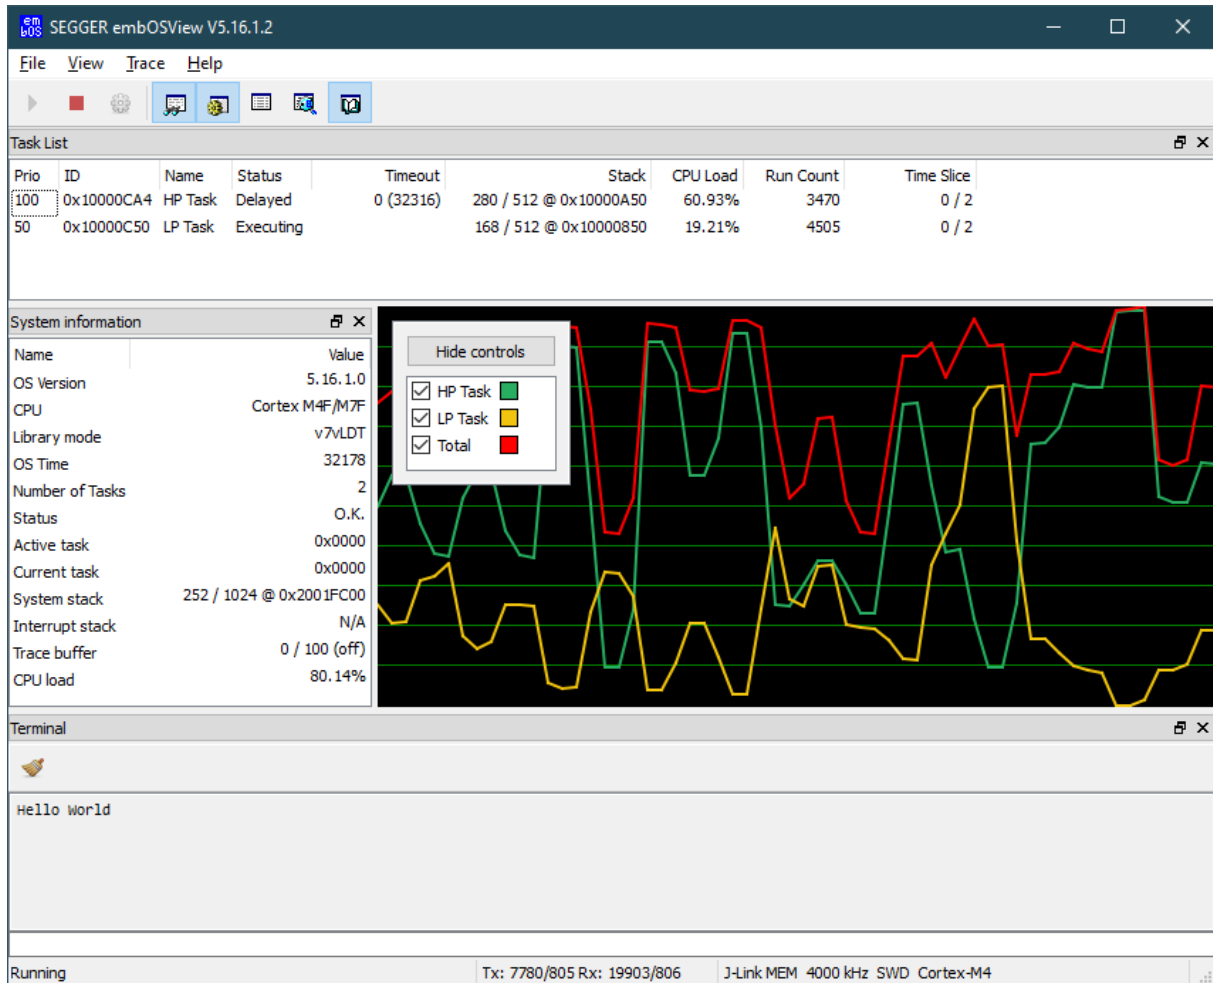 em
bOS
SEGGER embOSView V5.16.1.2
File View Trace Help
Task List
Prio ID Name Status Timeout Stack CPU Load Run Count Time Slice
100 0x10000CA4 HP Task Delayed 0 (32316) 280 / 512 @ 0x10000A50 60.93% 3470 0 / 2
50 0x10000C50 LP Task Executing 168 / 512 @ 0x10000850 19.21% 4505 0 / 2
System information
Name Value
OS Version 5.16.1.0
CPU Cortex M4F/M7F
Library mode v7vLDT
OS Time 32178
Number of Tasks 2
Status O.K.
Active task 0x0000
Current task 0x0000
System stack 252 / 1024 @ 0x2001FC00
Interrupt stack N/A
Trace buffer 0 / 100 (off)
CPU load 80.14%
Hide controls
HP Task
LP Task
Total
Terminal
Hello World
Running Tx: 7780/805 Rx: 19903/806 J-Link MEM 4000 kHz SWD Cortex-M4